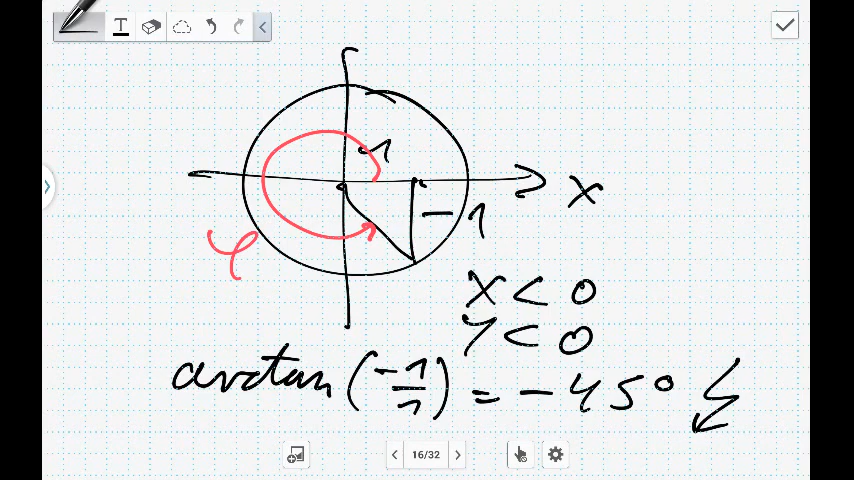 T
1
x
- 1
φ
x < 0
y < 0
arctan (-1/1) = - 45°
16/32